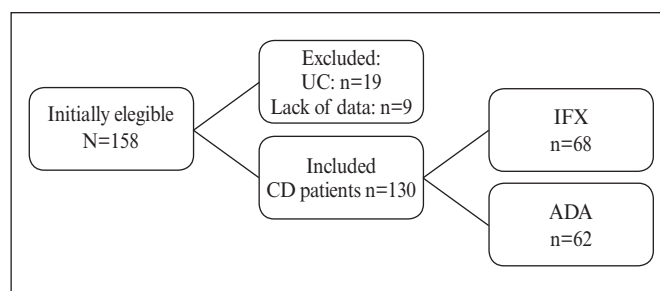 Initially elegible
N=158
Excluded:
UC: n=19
Lack of data: n=9
Included
CD patients n=130
IFX
n=68
ADA
n=62